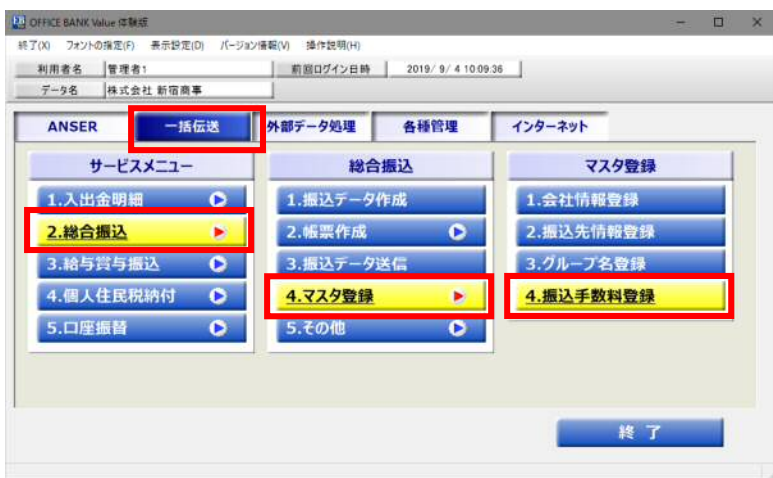 OFFICE BANK Value 体験版
終了(X) フォントの指定(F) 表示設定(D) バージョン情報(V) 操作説明(H)
利用者名 管理者1 前回ログイン日時 2019/ 9/ 4 10:09:36
データ名 株式会社 新宿商事
ANSER 一括伝送 外部データ処理 各種管理 インターネット
サービスメニュー
1.入出金明細
2.総合振込
3.給与賞与振込
4.個人住民税納付
5.口座振替
総合振込
1.振込データ作成
2.帳票作成
3.振込データ送信
4.マスタ登録
5.その他
マスタ登録
1.会社情報登録
2.振込先情報登録
3.グループ名登録
4.振込手数料登録
終 了